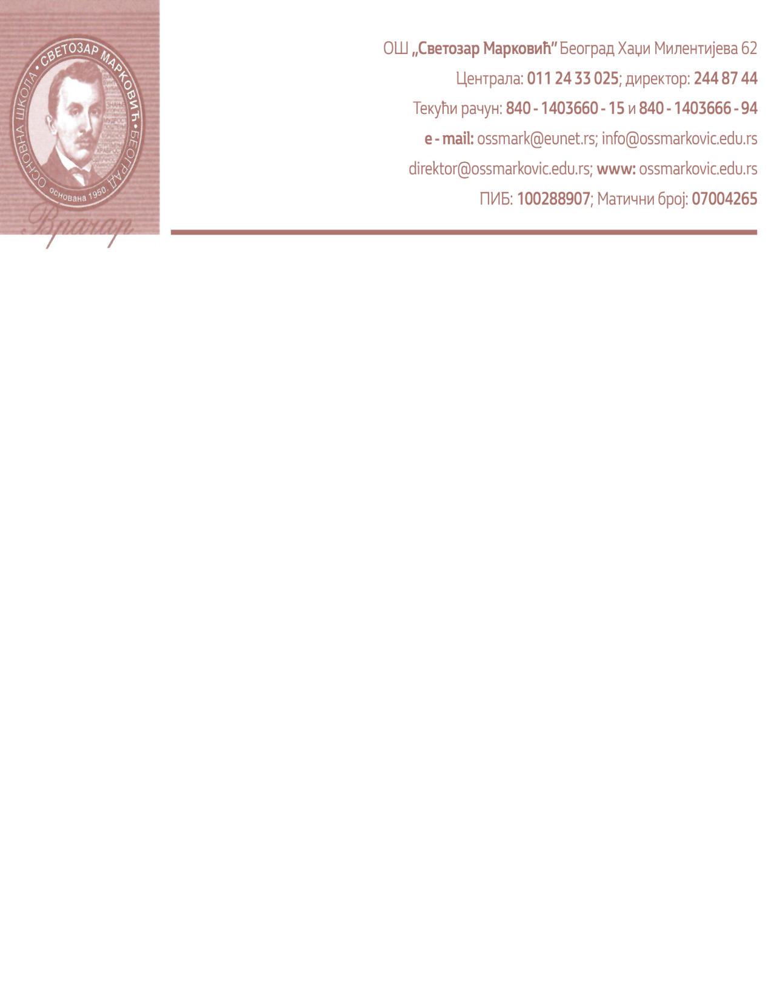 ОСНОВНА ШКОЛА • СВЕТОЗАР МАРКОВИЋ • БЕОГРАД
основана 1950.
Врачар
ОШ „Светозар Марковић” Београд Хаџи Милентијева 62
Централа: 011 24 33 025; директор: 244 87 44
Текући рачун: 840 - 1403660 - 15 и 840 - 1403666 - 94
e - mail: ossmark@eunet.rs; info@ossmarkovic.edu.rs
direktor@ossmarkovic.edu.rs; www: ossmarkovic.edu.rs
ПИБ: 100288907; Матични број: 07004265